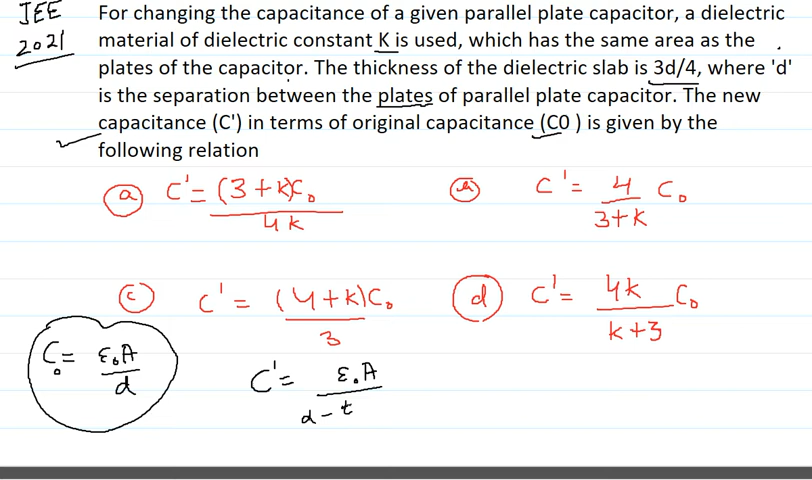 JEE
2021
For changing the capacitance of a given parallel plate capacitor, a dielectric
material of dielectric constant K is used, which has the same area as the
plates of the capacitor. The thickness of the dielectric slab is 3d/4, where 'd'
is the separation between the plates of parallel plate capacitor. The new
capacitance (C') in terms of original capacitance (C0 ) is given by the
following relation
(a) C' = (3+k)C₀ / 4k
C' = 4 / (3+k) C₀
(c) C' = (4+k)C₀ / 3
(d) C' = 4k / (k+3) C₀
C₀ = ε₀A / d
C' = ε₀A / d - t